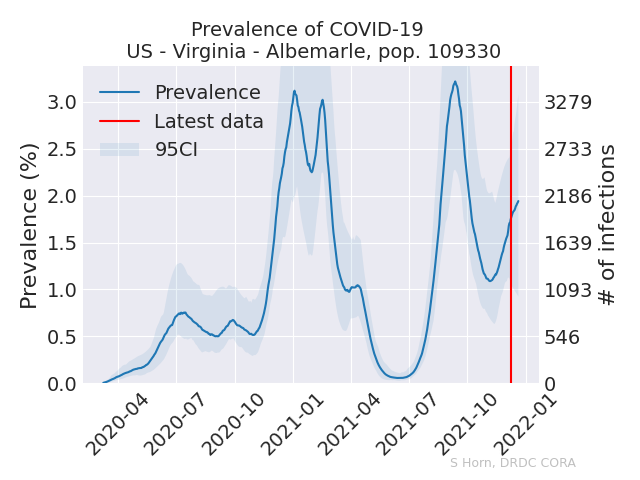 Prevalence of COVID-19
US - Virginia - Albemarle, pop. 109330
Prevalence
Latest data
95CI
Prevalence (%)
3.0
2.5
2.0
1.5
1.0
0.5
0.0
3279
2733
2186
1639
1093
546
0
# of infections
2020-04
2020-07
2020-10
2021-01
2021-04
2021-07
2021-10
2022-01
S Horn, DRDC CORA